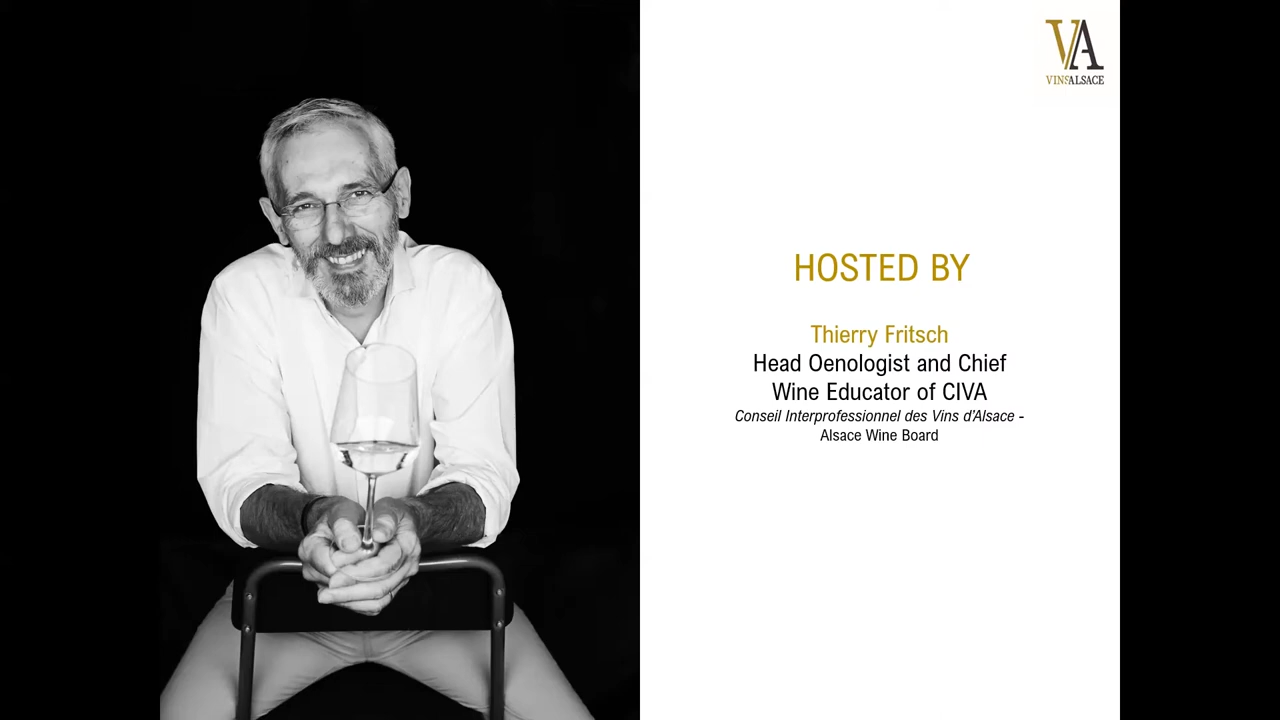 VA
VINSALSACE
HOSTED BY
Thierry Fritsch
Head Oenologist and Chief
Wine Educator of CIVA
Conseil Interprofessionnel des Vins d'Alsace -
Alsace Wine Board